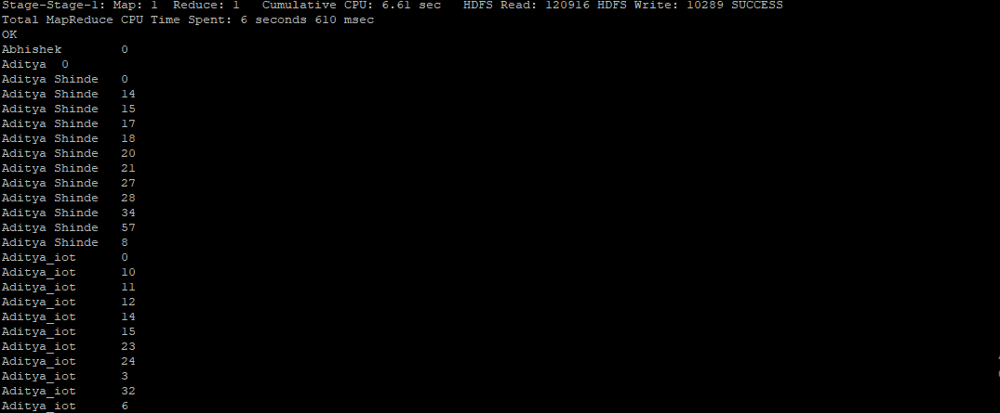 Stage-Stage-1: Map: 1  Reduce: 1   Cumulative CPU: 6.61 sec   HDFS Read: 120916 HDFS Write: 10289 SUCCESS
Total MapReduce CPU Time Spent: 6 seconds 610 msec
OK
Abhishek        0
Aditya  0
Aditya Shinde   0
Aditya Shinde   14
Aditya Shinde   15
Aditya Shinde   17
Aditya Shinde   18
Aditya Shinde   20
Aditya Shinde   21
Aditya Shinde   27
Aditya Shinde   28
Aditya Shinde   34
Aditya Shinde   57
Aditya Shinde   8
Aditya_iot      0
Aditya_iot      10
Aditya_iot      11
Aditya_iot      12
Aditya_iot      14
Aditya_iot      15
Aditya_iot      23
Aditya_iot      24
Aditya_iot      3
Aditya_iot      32
Aditya_iot      6